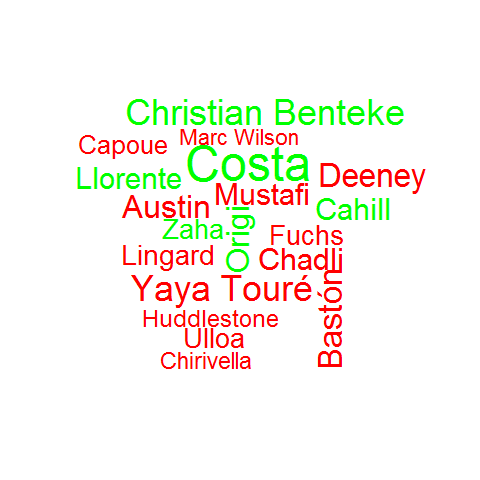 Christian Benteke
Capoue
Marc Wilson
Costa
Llorente
Deeney
Mustafi
Austin
Cahill
Zaha
Origi
Fuchs
Lingard
Chadli
Yaya Touré
Bastón
Huddlestone
Ulloa
Chirivella